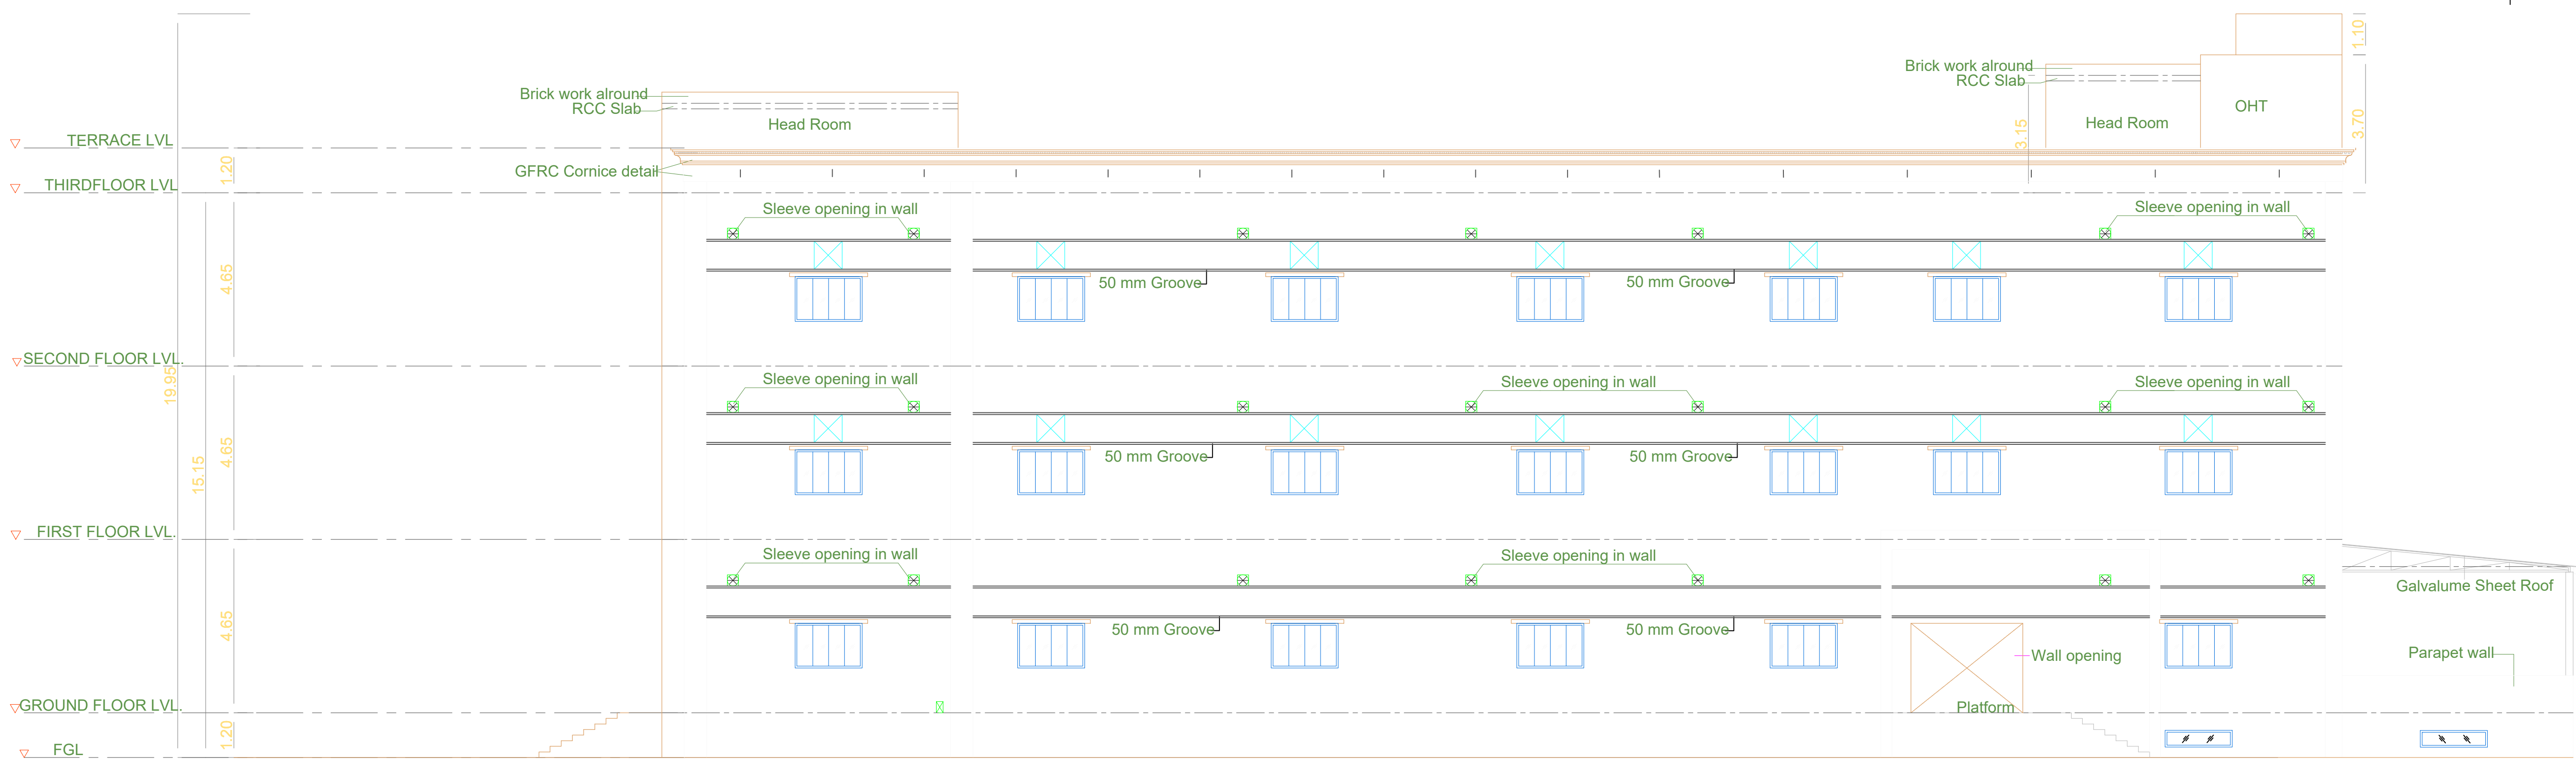 1.10
Brick work alround
RCC Slab
OHT
Head Room
3.15
3.70
Brick work alround
RCC Slab
Head Room
TERRACE LVL
GFRC Cornice detail
1.20
THIRDFLOOR LVL
Sleeve opening in wall
Sleeve opening in wall
4.65
50 mm Groove
50 mm Groove
SECOND FLOOR LVL.
19.95
Sleeve opening in wall
Sleeve opening in wall
Sleeve opening in wall
4.65
15.15
50 mm Groove
50 mm Groove
FIRST FLOOR LVL.
Sleeve opening in wall
Sleeve opening in wall
Galvalume Sheet Roof
4.65
50 mm Groove
50 mm Groove
Wall opening
Parapet wall
GROUND FLOOR LVL.
Platform
1.20
FGL